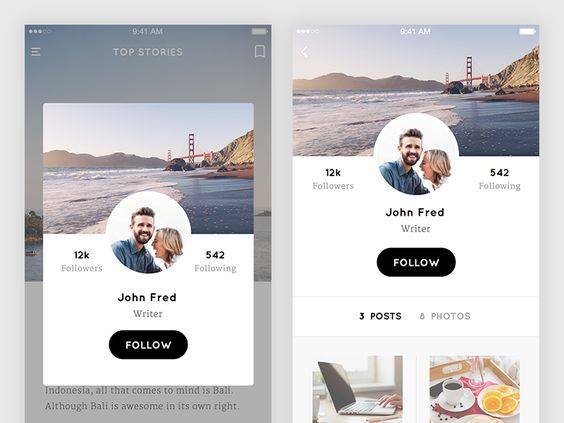 9:41 AM
TOP STORIES
12k
Followers
542
Following
John Fred
Writer
FOLLOW
Indonesia, all that comes to mind is Bali.
Although Bali is awesome in its own right.
9:41 AM
12k
Followers
542
Following
John Fred
Writer
FOLLOW
3 POSTS
8 PHOTOS